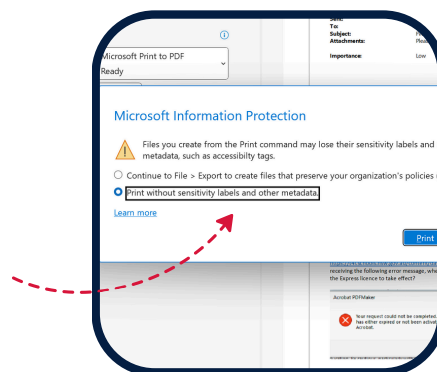 Sent:
To:
Subject:
Attachments:
Importance: Low
Microsoft Print to PDF
Ready
Microsoft Information Protection
Files you create from the Print command may lose their sensitivity labels and
metadata, such as accessibilty tags.
Continue to File > Export to create files that preserve your organization's policies
Print without sensitivity labels and other metadata.
Learn more
Print
receiving the following error message, whe
the Express licence to take effect?
Acrobat PDFMaker
Your request could not be completed.
has either expired or not been activat
Acrobat.